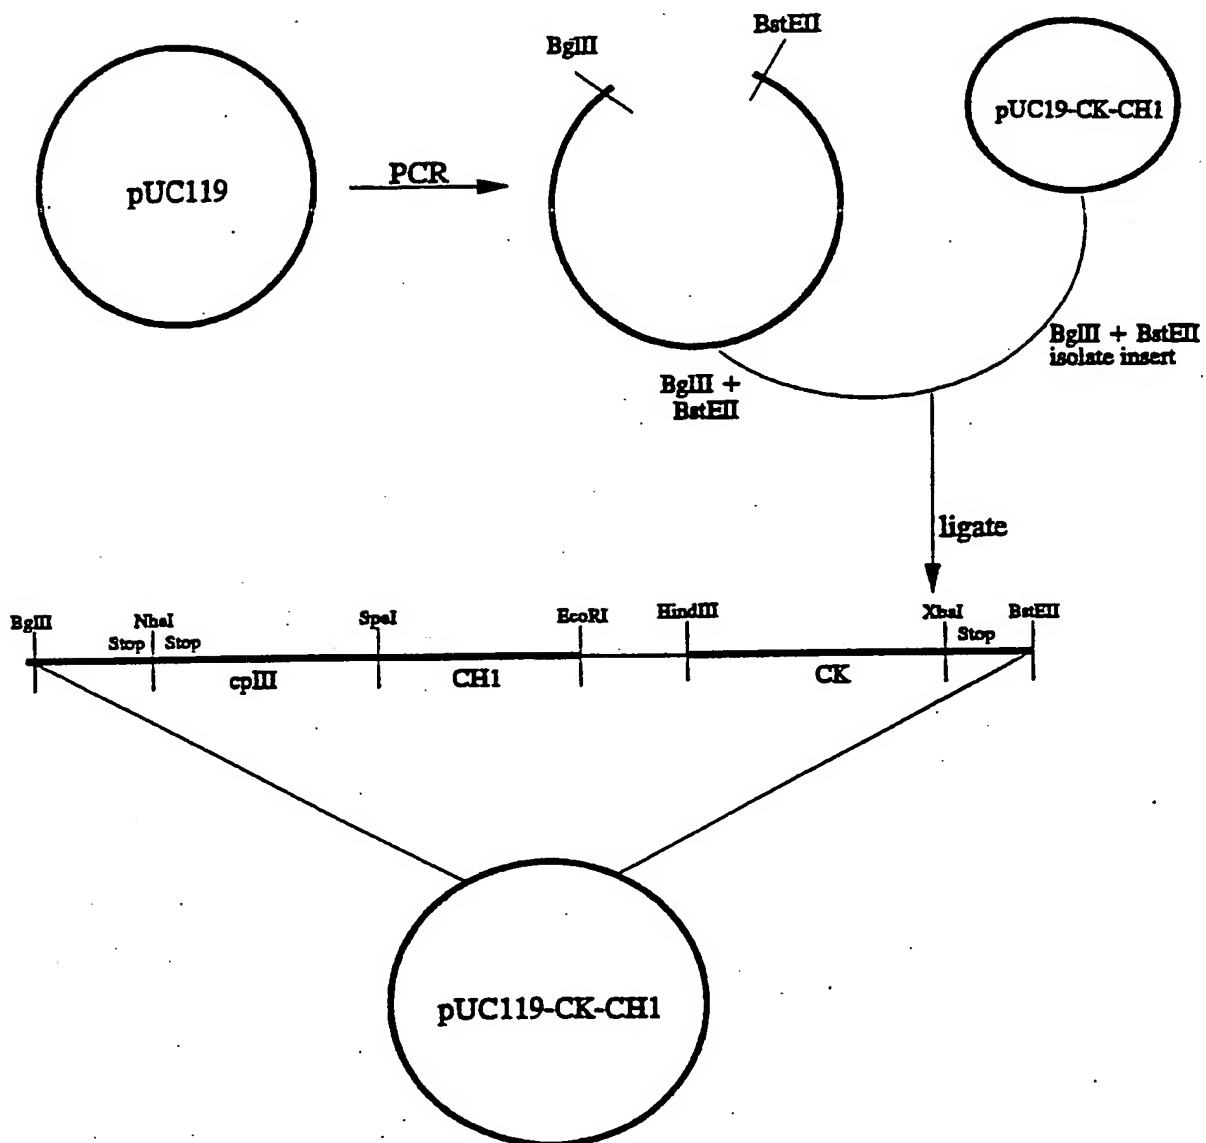 BglII
BstEII
pUC119
PCR
pUC19-CK-CH1
BglII +
BstEII
BglII + BstEII
isolate insert
ligate
BglII
NheI
SpeI
EcoRI
HindIII
XbaI
BstEII
Stop
Stop
Stop
cpIII
CH1
CK
pUC119-CK-CH1